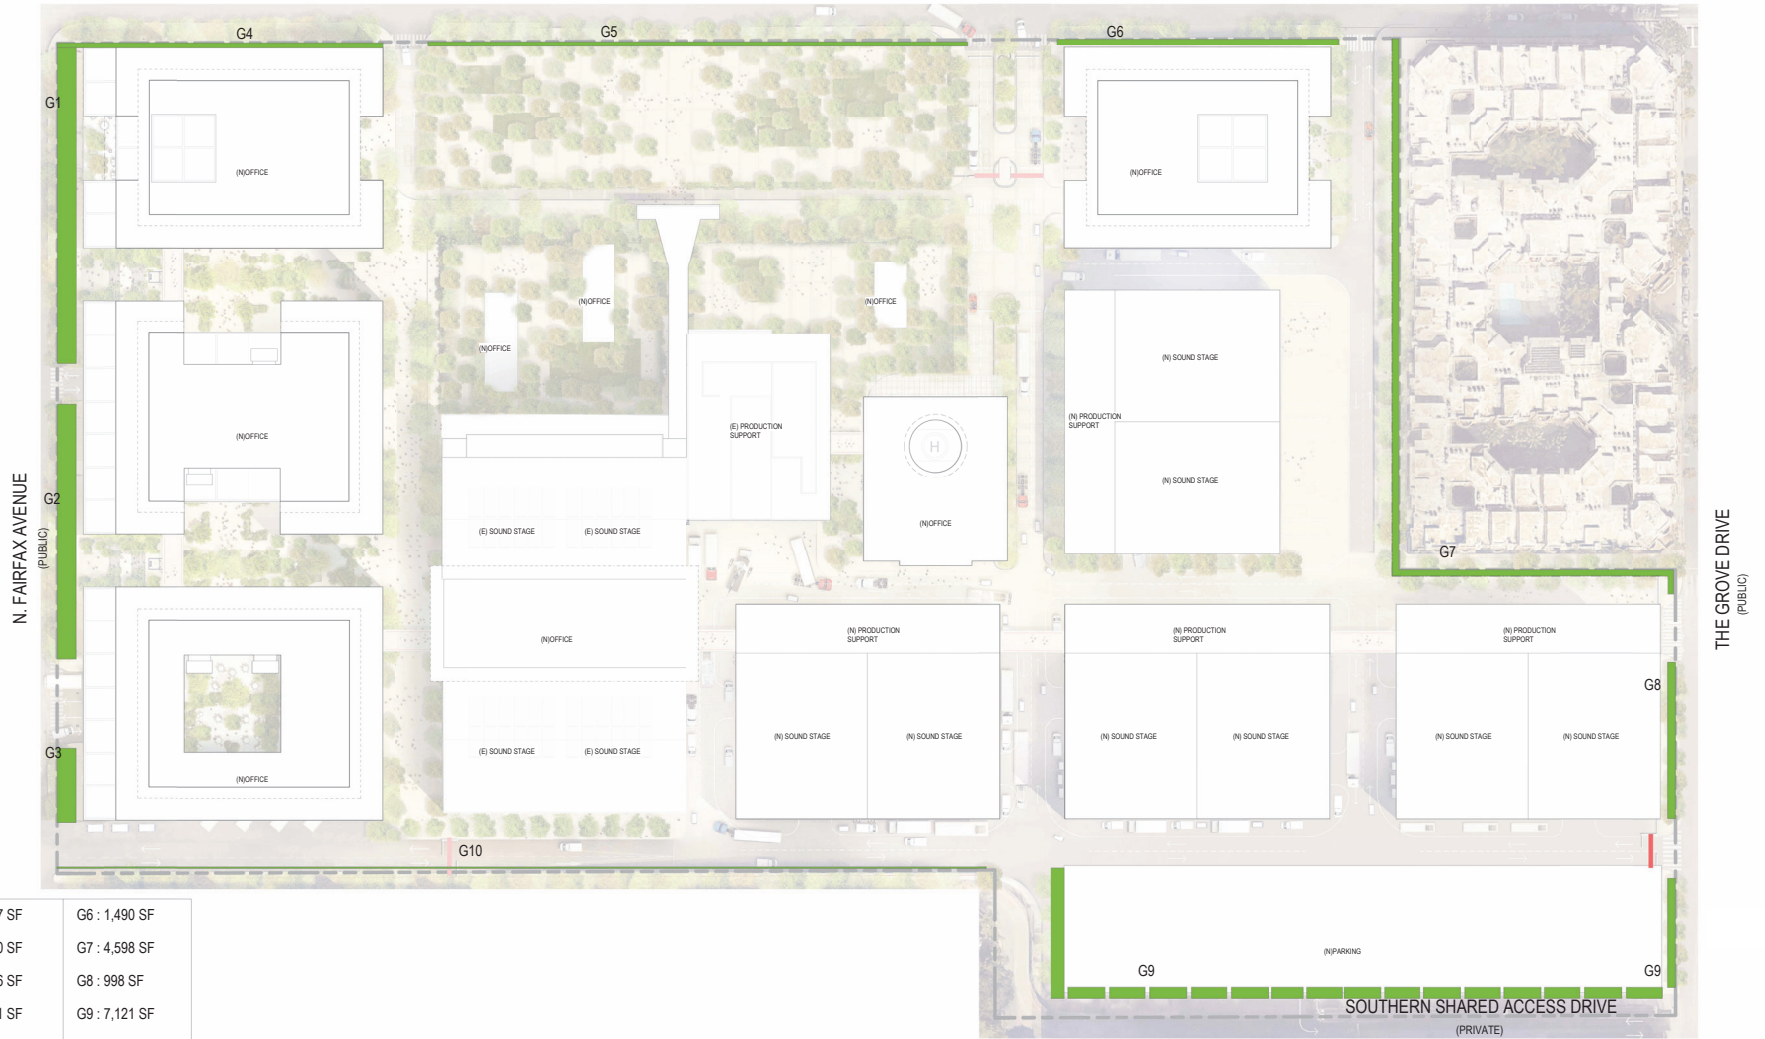 G4
G5
G6
G1
(N)OFFICE
(N)OFFICE
(N)OFFICE
(N)OFFICE
(N)OFFICE
(N) SOUND STAGE
(N) PRODUCTION
SUPPORT
(E) PRODUCTION
SUPPORT
(N)OFFICE
H
(N) SOUND STAGE
N. FAIRFAX AVENUE
(PUBLIC)
G2
(E) SOUND STAGE
(E) SOUND STAGE
(N)OFFICE
G7
THE GROVE DRIVE
(PUBLIC)
(N)OFFICE
(N) PRODUCTION
SUPPORT
(N) PRODUCTION
SUPPORT
(N) PRODUCTION
SUPPORT
G8
G3
(E) SOUND STAGE
(E) SOUND STAGE
(N) SOUND STAGE
(N) SOUND STAGE
(N) SOUND STAGE
(N) SOUND STAGE
(N) SOUND STAGE
(N) SOUND STAGE
(N)OFFICE
G10
(N)PARKING
G9
G9
SOUTHERN SHARED ACCESS DRIVE
(PRIVATE)
SF
G6 : 1,490 SF
SF
G7 : 4,598 SF
SF
G8 : 998 SF
SF
G9 : 7,121 SF